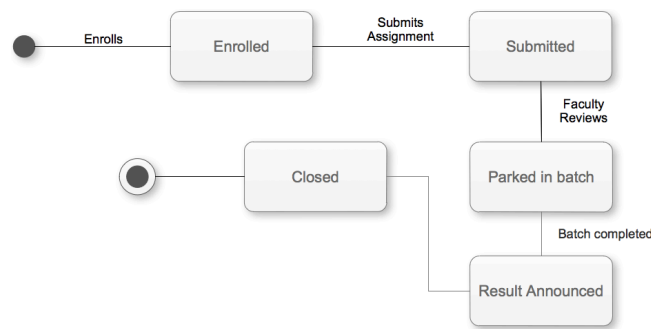 Enrolls
Enrolled
Submits
Assignment
Submitted
Faculty
Reviews
Closed
Parked in batch
Batch completed
Result Announced